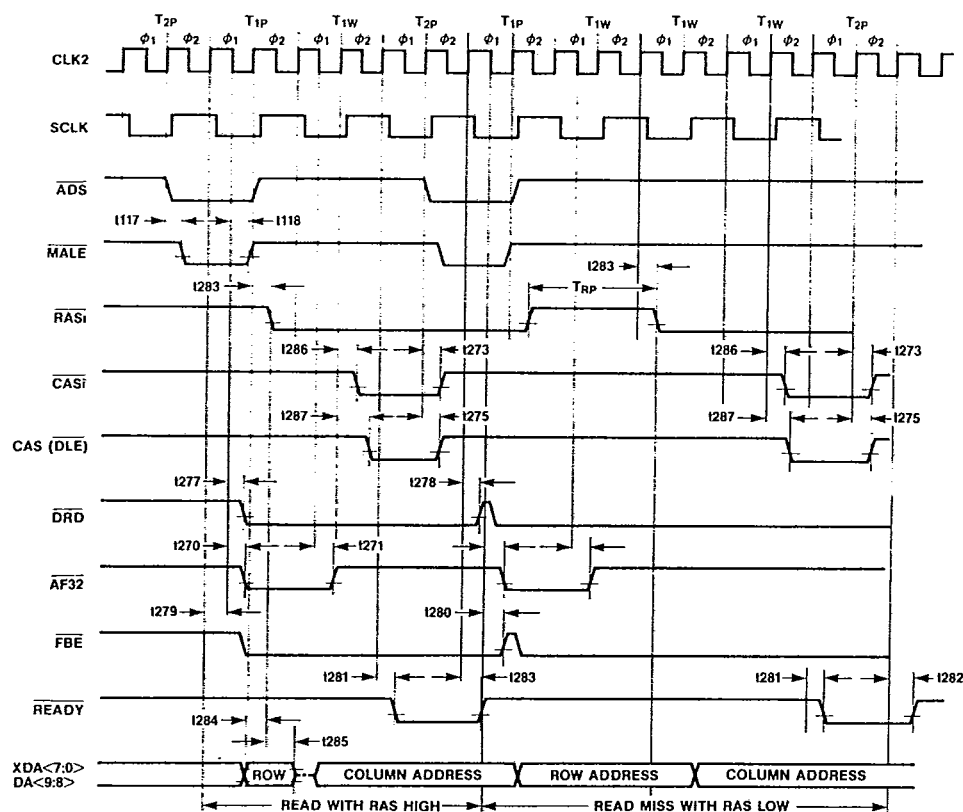 T2P T1P T1W T2P T1P T1W T1W T1W T2P
ϕ1 ϕ2 ϕ1 ϕ2 ϕ1 ϕ2 ϕ1 ϕ2 ϕ1 ϕ2 ϕ1 ϕ2 ϕ1 ϕ2 ϕ1 ϕ2 ϕ1 ϕ2
CLK2
SCLK
ADS
t117 t118
MALE
t283 t283
TRP
RASi
t286 t273 t286 t273
CASi
t287 t275 t287 t275
CAS (DLE)
t277 t278
DRD
t270 t271
AF32
t279 t280
FBE
t281 t283 t281 t282
READY
t284
t285
XDA<7:0>
DA<9:8>
ROW COLUMN ADDRESS ROW ADDRESS COLUMN ADDRESS
READ WITH RAS HIGH READ MISS WITH RAS LOW